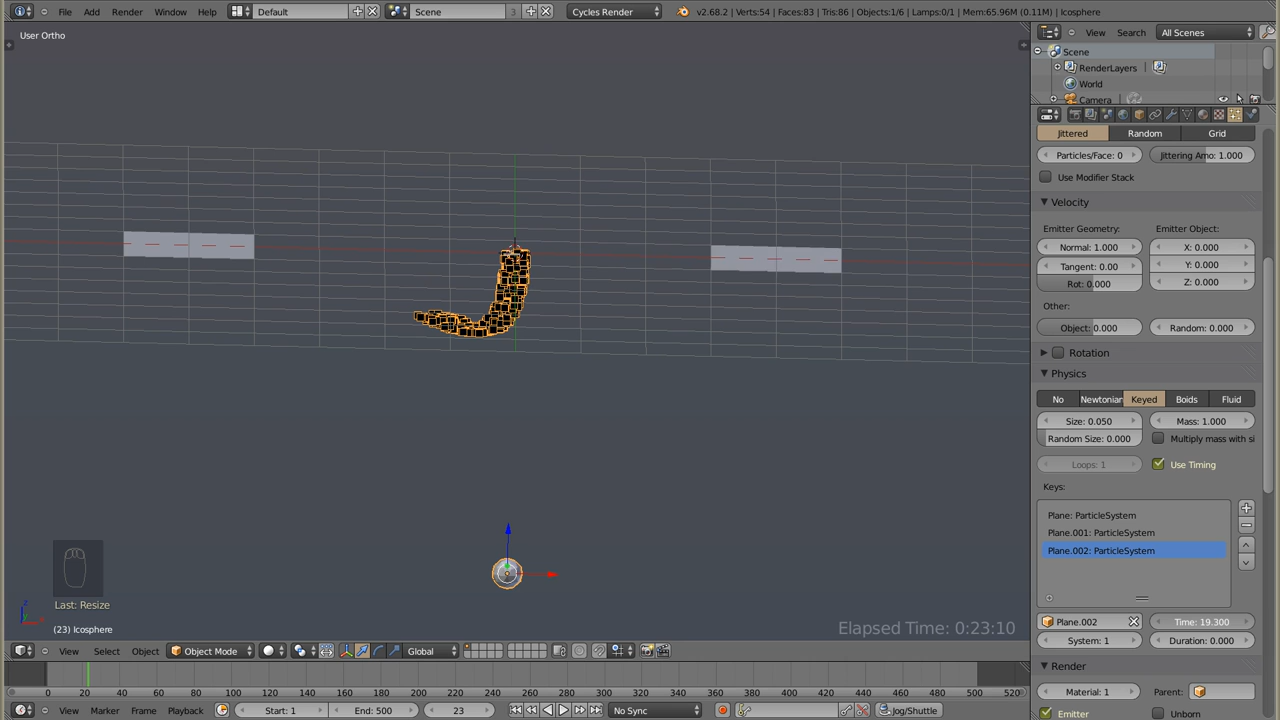 File Add Render Window Help Default Scene 3 Cycles Render v2.68.2 | Verts:54 | Faces:83 | Tris:86 | Objects:1/6 | Lamps:0/1 | Mem:65.96M (0.11M) | Icosphere
User Ortho
View Search All Scenes
Scene
RenderLayers
World
Camera
Jittered Random Grid
Particles/Face: 0 Jittering Amo: 1.000
Use Modifier Stack
Velocity
Emitter Geometry: Emitter Object:
Normal: 1.000 X: 0.000
Tangent: 0.00 Y: 0.000
Rot: 0.000 Z: 0.000
Other:
Object: 0.000 Random: 0.000
Rotation
Physics
No Newtonian Keyed Boids Fluid
Size: 0.050 Mass: 1.000
Random Size: 0.000 Multiply mass with si
Loops: 1 Use Timing
Keys:
Plane: ParticleSystem
Plane.001: ParticleSystem
Plane.002: ParticleSystem
Plane.002 Time: 19.300
System: 1 Duration: 0.000
Render
Material: 1 Parent:
Emitter Unborn
Last: Resize
(23) Icosphere
Elapsed Time: 0:23:10
View Select Object Object Mode Global
0 20 40 60 80 100 120 140 160 180 200 220 240 260 280 300 320 340 360 380 400 420 440 460 480 500 520
View Marker Frame Playback Start: 1 End: 500 23 No Sync Jog/Shuttle